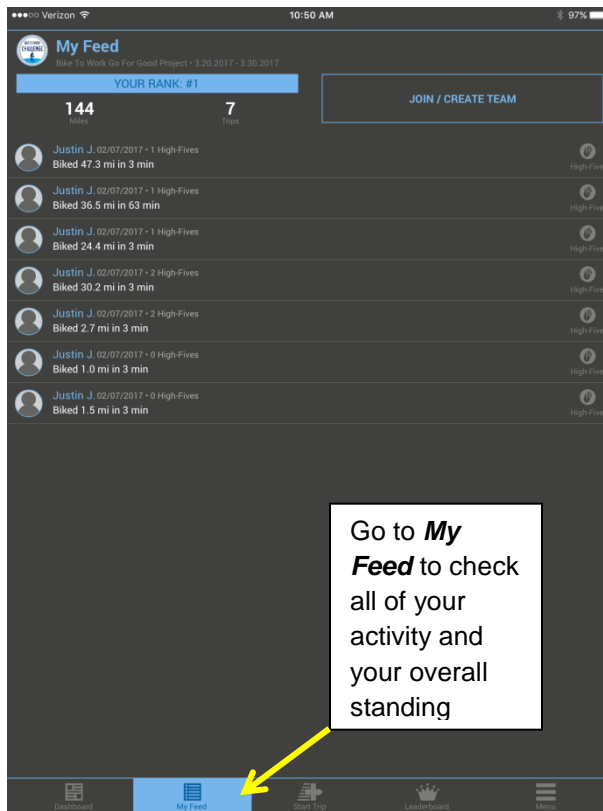 ●●●○○ Verizon 10:50 AM 97%
BIKE TO WORK
CHALLENGE
My Feed
Bike To Work Go For Good Project • 3.20.2017 - 3.30.2017
YOUR RANK: #1
144 7
Miles Trips
JOIN / CREATE TEAM
Justin J. 02/07/2017 • 1 High-Fives
Biked 47.3 mi in 3 min
High-Five
Justin J. 02/07/2017 • 1 High-Fives
Biked 36.5 mi in 63 min
High-Five
Justin J. 02/07/2017 • 1 High-Fives
Biked 24.4 mi in 3 min
High-Five
Justin J. 02/07/2017 • 2 High-Fives
Biked 30.2 mi in 3 min
High-Five
Justin J. 02/07/2017 • 2 High-Fives
Biked 2.7 mi in 3 min
High-Five
Justin J. 02/07/2017 • 0 High-Fives
Biked 1.0 mi in 3 min
High-Five
Justin J. 02/07/2017 • 0 High-Fives
Biked 1.5 mi in 3 min
High-Five
Go to My
Feed to check
all of your
activity and
your overall
standing
Dashboard My Feed Start Trip Leaderboard Menu